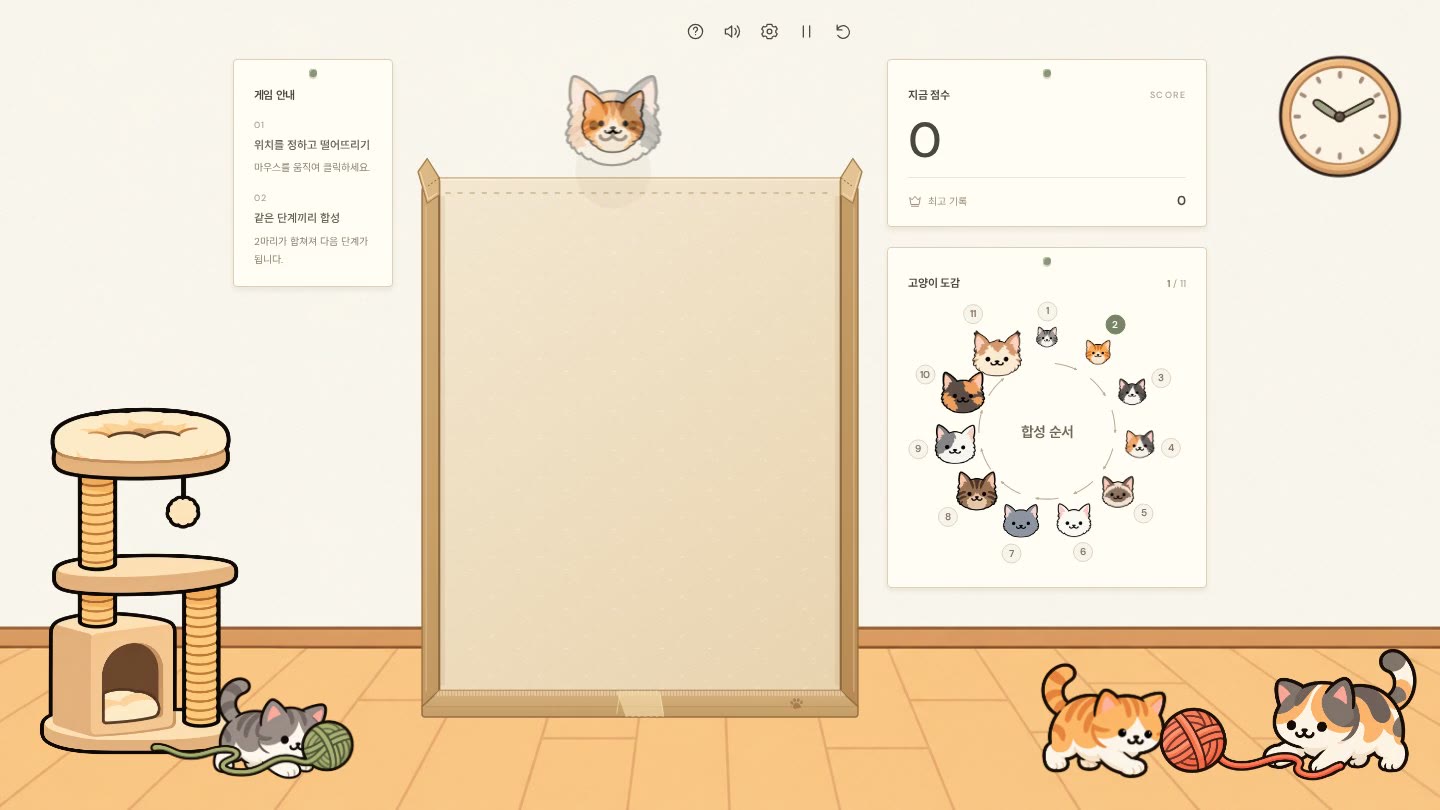 게임 안내
01
위치를 정하고 떨어뜨리기
마우스를 움직여 클릭하세요.
02
같은 단계끼리 합성
2마리가 합쳐져 다음 단계가
됩니다.
지금 점수 SCORE
0
최고 기록 0
고양이 도감 1 / 11
1
2
3
4
5
6
7
8
9
10
11
합성 순서